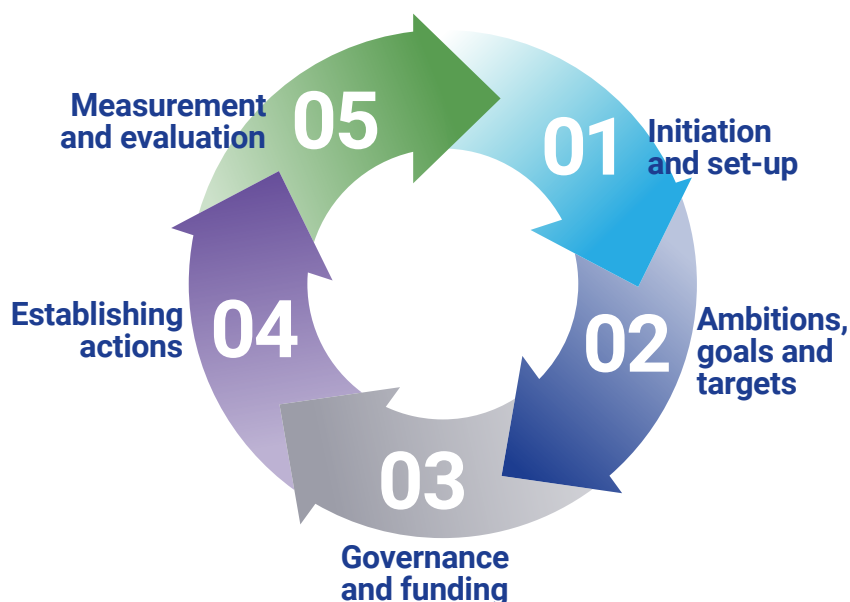 01
Initiation
and set-up
02
Ambitions,
goals and
targets
03
Governance
and funding
04
Establishing
actions
05
Measurement
and evaluation